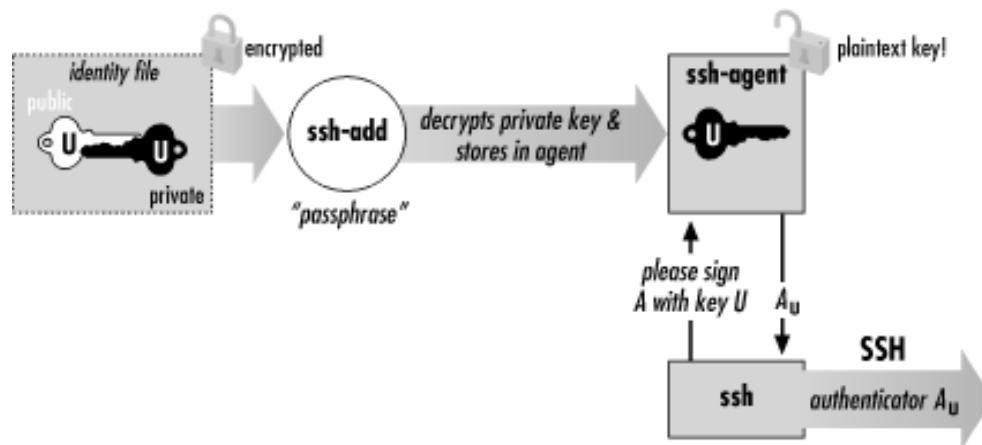 encrypted
identity file
public
U
U
private
ssh-add
"passphrase"
decrypts private key &
stores in agent
plaintext key!
ssh-agent
U
please sign
A with key U
Au
ssh
SSH
authenticator Au